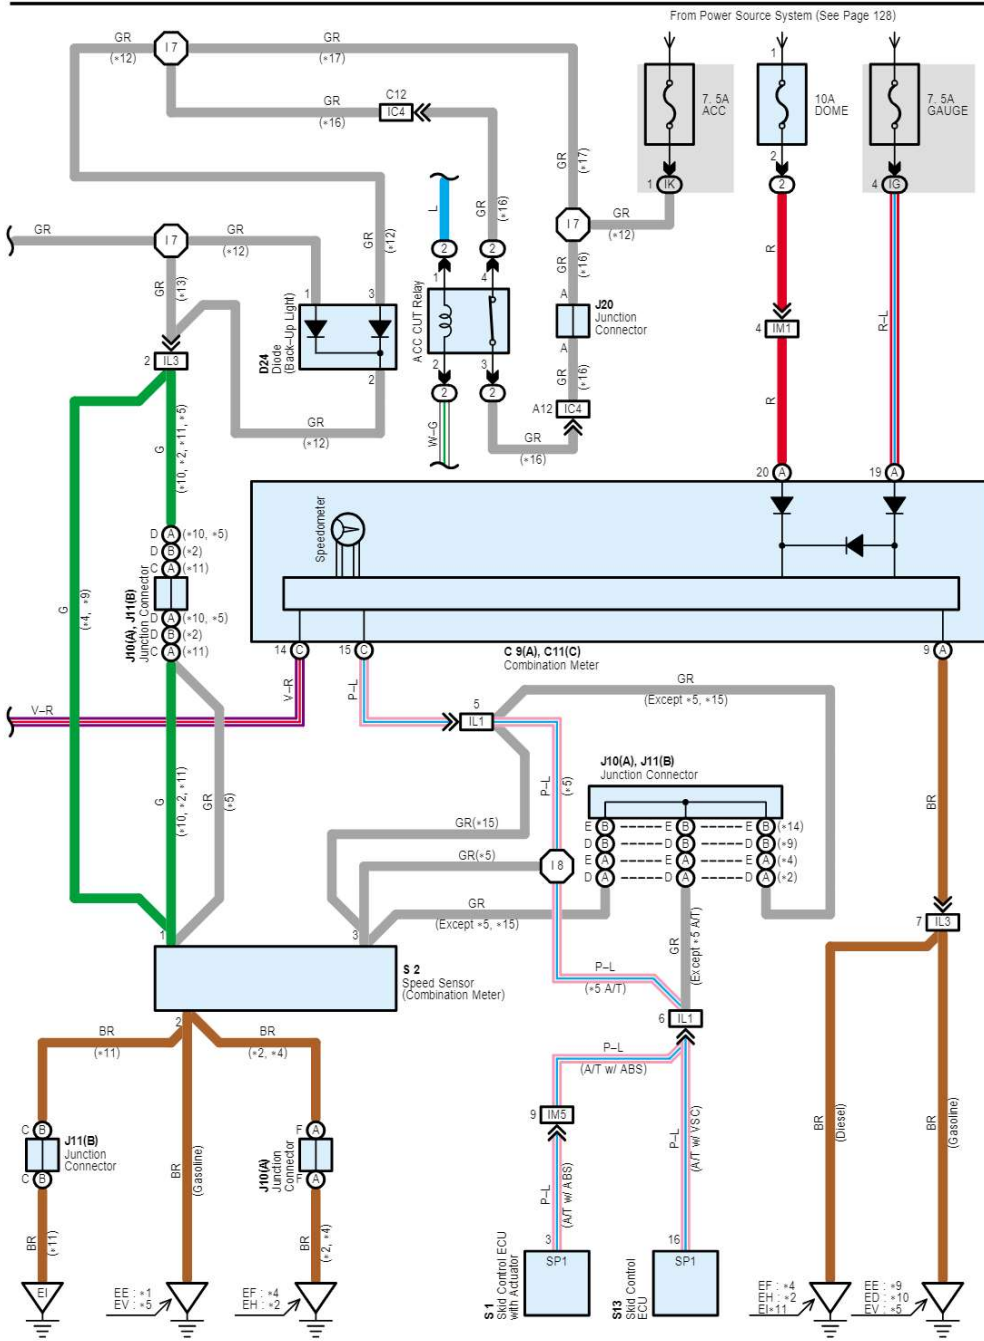 From Power Source System (See Page 128)
GR
(*12)
I 7
GR
(*17)
C12
IC4
GR
(*16)
7. 5A
ACC
1
10A
DOME
2
7. 5A
GAUGE
GR
(*17)
1 IK
2
4 IG
L
GR
(*16)
GR
I 7
GR
(*12)
GR
(*12)
I 7
GR
(*12)
2
2
R
R-L
GR
(*13)
GR
(*16)
1
3
1
4
A
J20
Junction
Connector
A
D24
Diode
(Back-Up Light)
ACC CUT Relay
4 IM1
2 IL3
2
2
3
GR
(*16)
2
2
A12 IC4
R
GR
(*12)
W-G
GR
(*16)
G
(*10, *2, *11, *5)
20 A
19 A
Speedometer
D A (*10, *5)
D B (*2)
C A (*11)
J10(A), J11(B)
Junction Connector
D A (*10, *5)
D B (*2)
C A (*11)
G
(*4, *9)
14 C
15 C
C 9(A), C11(C)
Combination Meter
9 A
V-R
V-R
P-L
5
IL1
GR
(Except *5, *15)
G
(*10, *2, *11)
GR
(*5)
P-L
(*5)
J10(A), J11(B)
Junction Connector
BR
GR(*15)
E B E B E B (*14)
D B D B D B (*9)
E A E A E A (*4)
D A D A D A (*2)
GR(*5)
I 8
GR
(Except *5, *15)
GR
(Except *5 A/T)
7 IL3
1
3
S 2
Speed Sensor
(Combination Meter)
P-L
(*5 A/T)
2
6 IL1
BR
(*11)
BR
(*2, *4)
P-L
(A/T w/ ABS)
9 IM5
C B
J11(B)
Junction
Connector
C B
F A
J10(A)
Junction
Connector
F A
BR
(Gasoline)
P-L
(A/T w/ VSC)
BR
(Diesel)
BR
(Gasoline)
P-L
(A/T w/ ABS)
BR
(*11)
BR
(*2, *4)
3
SP1
S 1
Skid Control ECU
with Actuator
16
SP1
S13
Skid Control
ECU
EI
EE : *1
EV : *5
EF : *4
EH : *2
EF : *4
EH : *2
EI*11
EE : *9
ED : *10
EV : *5